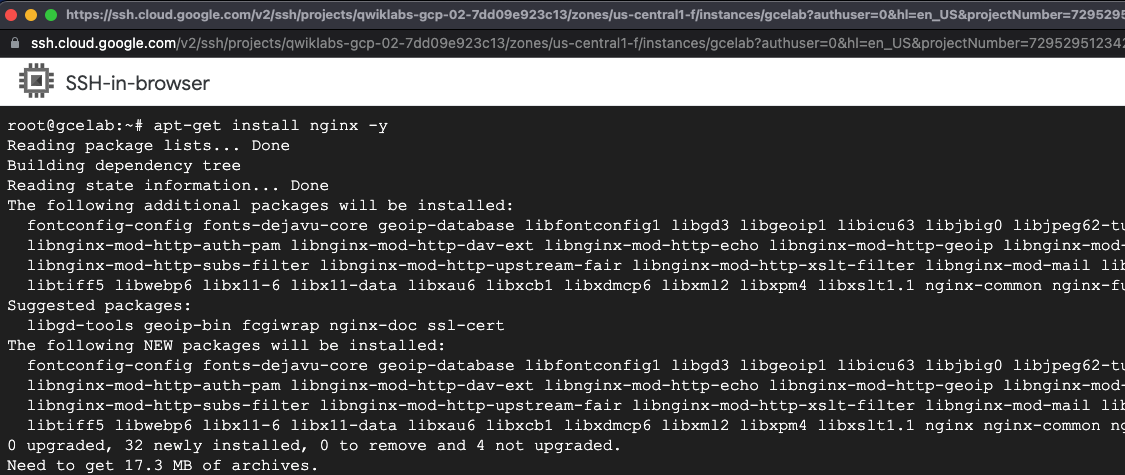 https://ssh.cloud.google.com/v2/ssh/projects/qwiklabs-gcp-02-7dd09e923c13/zones/us-central1-f/instances/gcelab?authuser=0&hl=en_US&projectNumber=729529
ssh.cloud.google.com/v2/ssh/projects/qwiklabs-gcp-02-7dd09e923c13/zones/us-central1-f/instances/gcelab?authuser=0&hl=en_US&projectNumber=729529512342
SSH-in-browser
root@gcelab:~# apt-get install nginx -y
Reading package lists... Done
Building dependency tree
Reading state information... Done
The following additional packages will be installed:
fontconfig-config fonts-dejavu-core geoip-database libfontconfig1 libgd3 libgeoip1 libicu63 libjbig0 libjpeg62-tu
libnginx-mod-http-auth-pam libnginx-mod-http-dav-ext libnginx-mod-http-echo libnginx-mod-http-geoip libnginx-mod-
libnginx-mod-http-subs-filter libnginx-mod-http-upstream-fair libnginx-mod-http-xslt-filter libnginx-mod-mail lib
libtiff5 libwebp6 libx11-6 libx11-data libxau6 libxcb1 libxdmcp6 libxml2 libxpm4 libxslt1.1 nginx-common nginx-fu
Suggested packages:
libgd-tools geoip-bin fcgiwrap nginx-doc ssl-cert
The following NEW packages will be installed:
fontconfig-config fonts-dejavu-core geoip-database libfontconfig1 libgd3 libgeoip1 libicu63 libjbig0 libjpeg62-tu
libnginx-mod-http-auth-pam libnginx-mod-http-dav-ext libnginx-mod-http-echo libnginx-mod-http-geoip libnginx-mod-
libnginx-mod-http-subs-filter libnginx-mod-http-upstream-fair libnginx-mod-http-xslt-filter libnginx-mod-mail lib
libtiff5 libwebp6 libx11-6 libx11-data libxau6 libxcb1 libxdmcp6 libxml2 libxpm4 libxslt1.1 nginx nginx-common ng
0 upgraded, 32 newly installed, 0 to remove and 4 not upgraded.
Need to get 17.3 MB of archives.